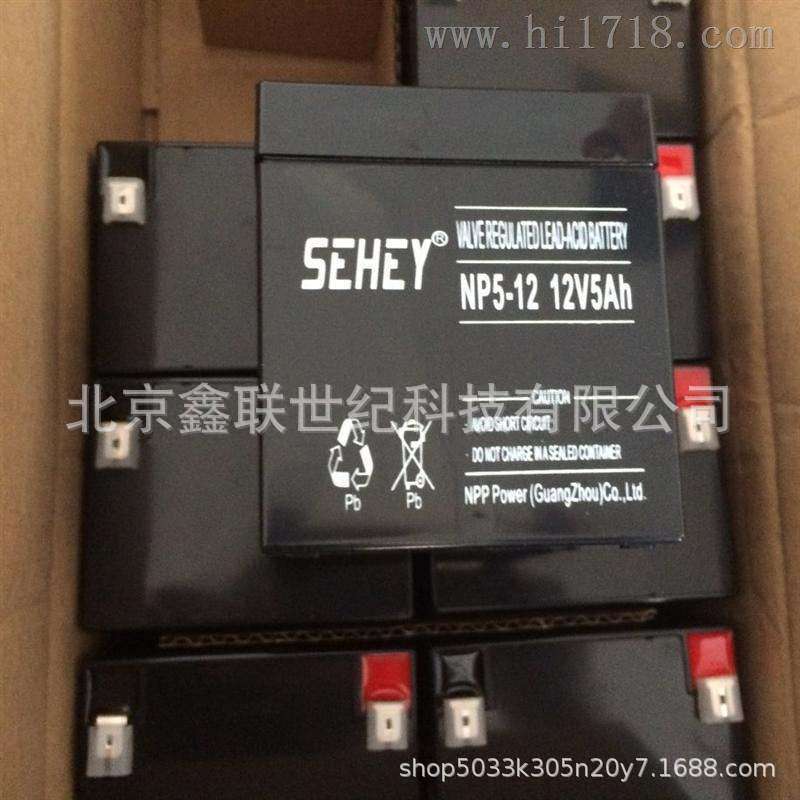 www.hi1718.com
SEHEY®
VALVE REGULATED LEAD-ACID BATTERY
NP5-12 12V5Ah
北京鑫联世纪科技有限公司
CAUTION
· AVOID SHORT CIRCUIT
· DO NOT CHARGE IN A SEALED CONTAINER
Pb
Pb
NPP Power (GuangZhou)Co.,Ltd.
shop5033k305n20y7.1688.com